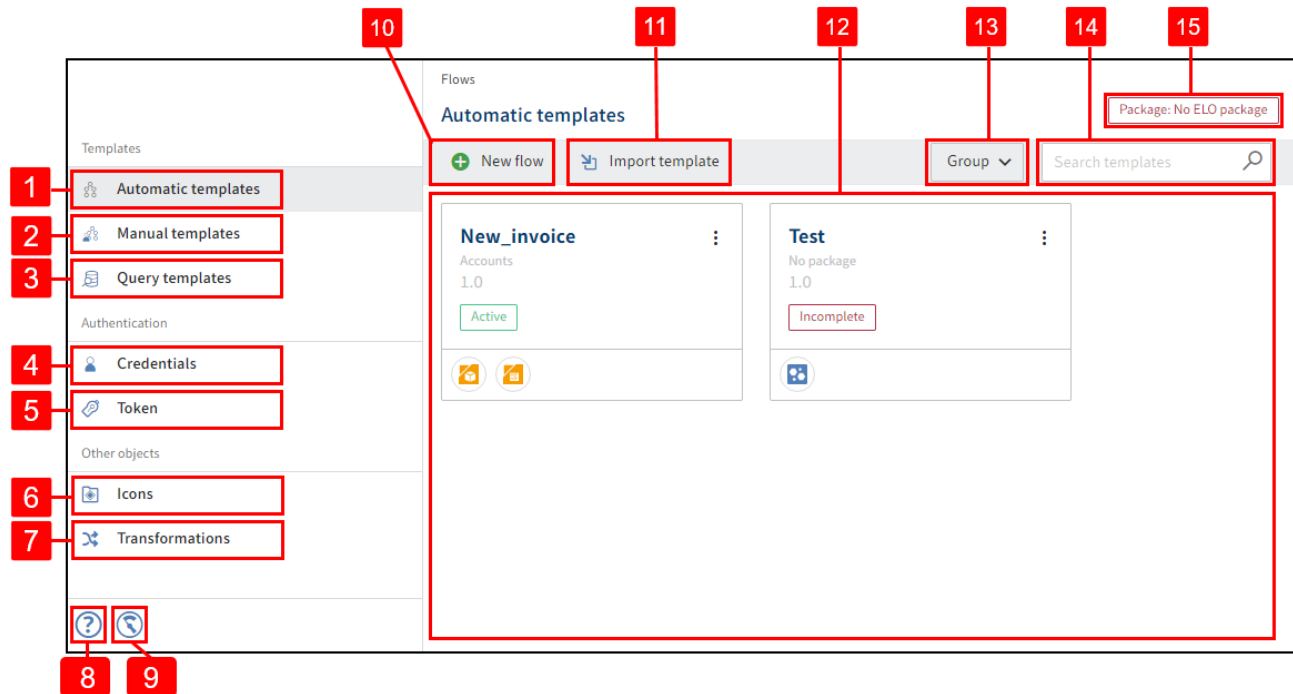 10
11
12
13
14
15
Flows
Automatic templates
Package: No ELO package
Templates
New flow
Import template
Group
Search templates
1
Automatic templates
2
Manual templates
3
Query templates
Authentication
4
Credentials
5
Token
Other objects
6
Icons
7
Transformations
8
9
New_invoice
Accounts
1.0
Active
Test
No package
1.0
Incomplete